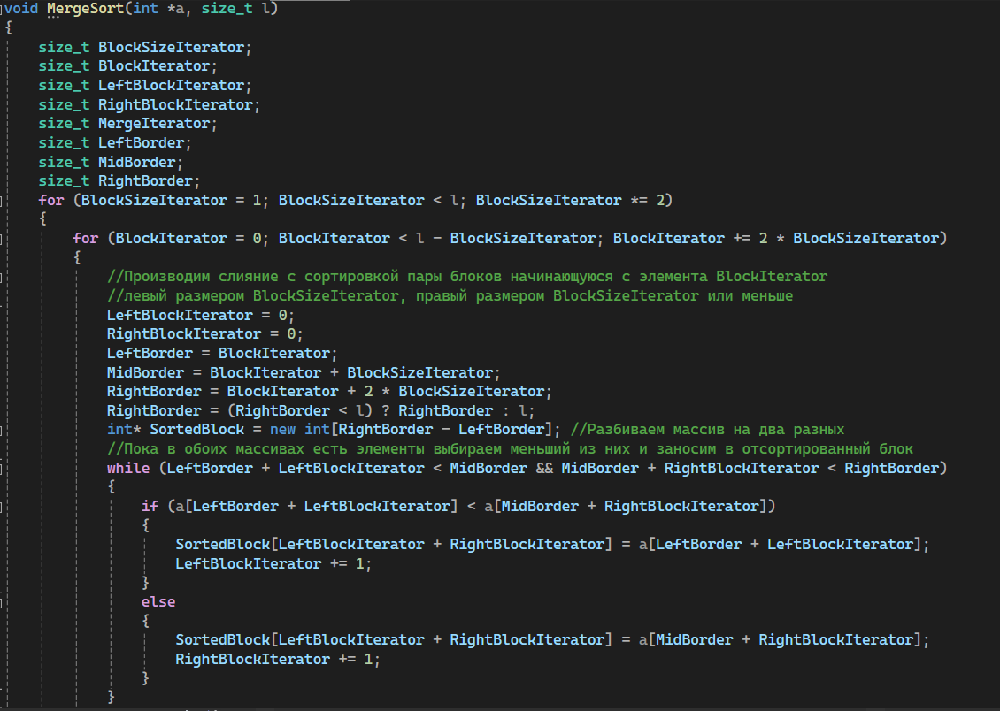 void MergeSort(int *a, size_t l)
{
size_t BlockSizeIterator;
size_t BlockIterator;
size_t LeftBlockIterator;
size_t RightBlockIterator;
size_t MergeIterator;
size_t LeftBorder;
size_t MidBorder;
size_t RightBorder;
for (BlockSizeIterator = 1; BlockSizeIterator < l; BlockSizeIterator *= 2)
{
for (BlockIterator = 0; BlockIterator < l - BlockSizeIterator; BlockIterator += 2 * BlockSizeIterator)
{
//Производим слияние с сортировкой пары блоков начинающуюся с элемента BlockIterator
//левый размером BlockSizeIterator, правый размером BlockSizeIterator или меньше
LeftBlockIterator = 0;
RightBlockIterator = 0;
LeftBorder = BlockIterator;
MidBorder = BlockIterator + BlockSizeIterator;
RightBorder = BlockIterator + 2 * BlockSizeIterator;
RightBorder = (RightBorder < l) ? RightBorder : l;
int* SortedBlock = new int[RightBorder - LeftBorder]; //Разбиваем массив на два разных
//Пока в обоих массивах есть элементы выбираем меньший из них и заносим в отсортированный блок
while (LeftBorder + LeftBlockIterator < MidBorder && MidBorder + RightBlockIterator < RightBorder)
{
if (a[LeftBorder + LeftBlockIterator] < a[MidBorder + RightBlockIterator])
{
SortedBlock[LeftBlockIterator + RightBlockIterator] = a[LeftBorder + LeftBlockIterator];
LeftBlockIterator += 1;
}
else
{
SortedBlock[LeftBlockIterator + RightBlockIterator] = a[MidBorder + RightBlockIterator];
RightBlockIterator += 1;
}
}